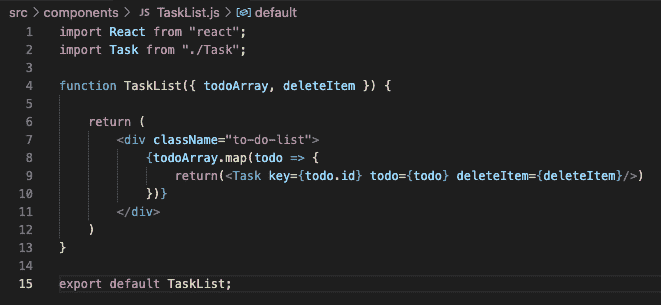 src > components > JS TaskList.js > default
1 import React from "react";
2 import Task from "./Task";
3
4 function TaskList({ todoArray, deleteItem }) {
5
6     return (
7         <div className="to-do-list">
8             {todoArray.map(todo => {
9                 return(<Task key={todo.id} todo={todo} deleteItem={deleteItem}/>)
10             })}
11         </div>
12     )
13 }
14
15 export default TaskList;